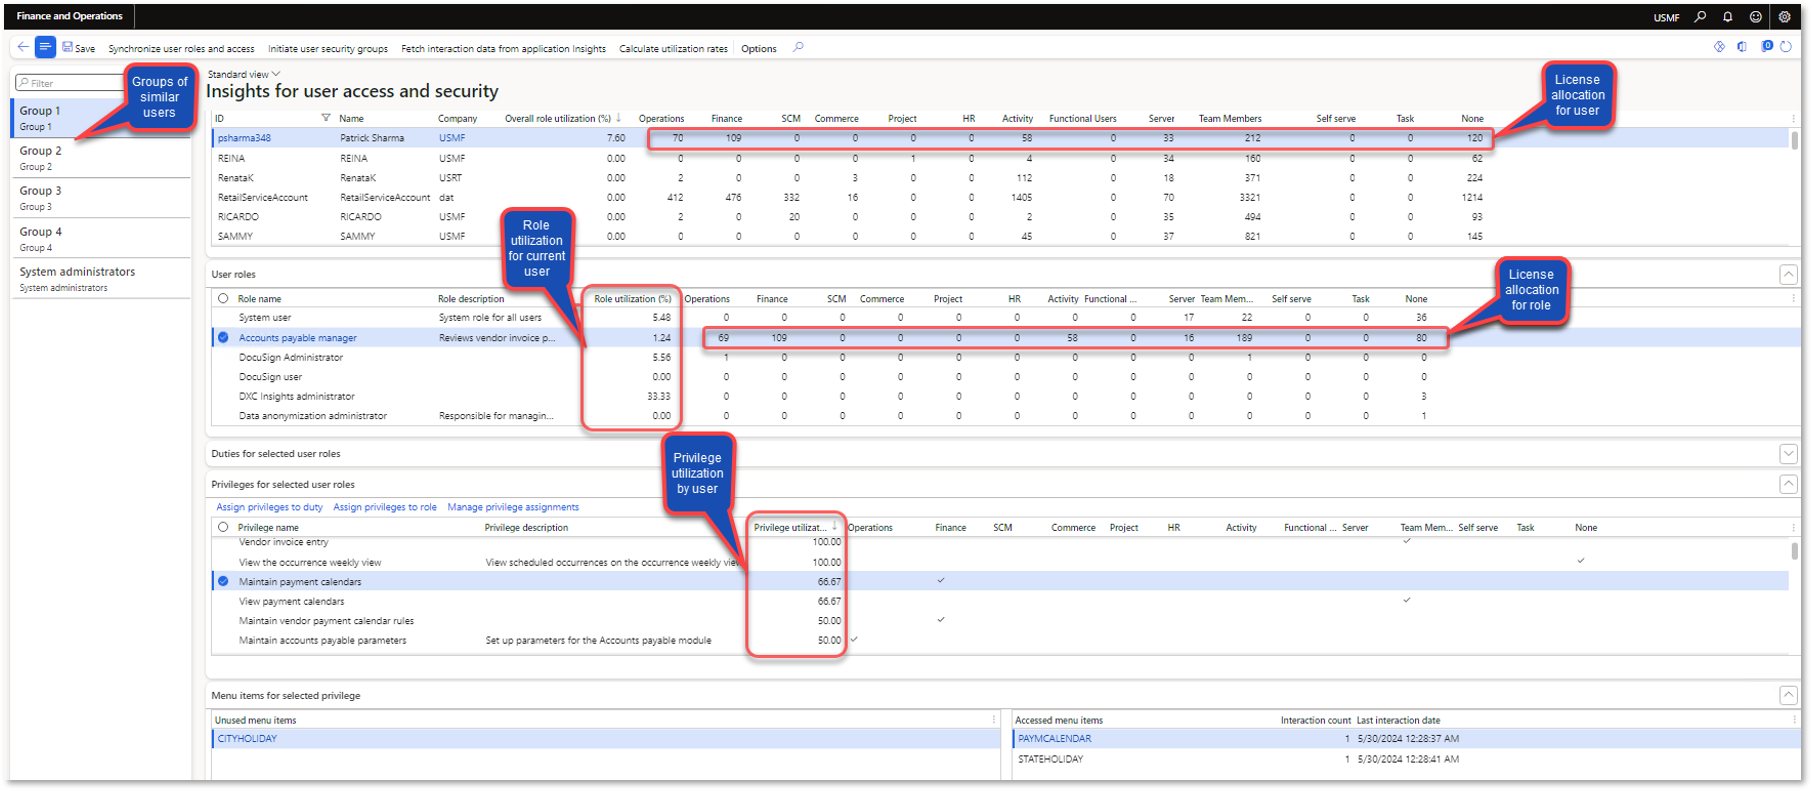 Finance and Operations
USMF
Save Synchronize user roles and access Initiate user security groups Fetch interaction data from application Insights Calculate utilization rates Options
0
Filter
Group 1
Group 1
Group 2
Group 2
Group 3
Group 3
Group 4
Group 4
System administrators
System administrators
Groups of
similar
users
Standard view
Insights for user access and security
ID Name Company Overall role utilization (%) ↓ Operations Finance SCM Commerce Project HR Activity Functional Users Server Team Members Self serve Task None
psharma348 Patrick Sharma USMF 7.60 70 109 0 0 0 0 58 0 33 212 0 0 120
REINA REINA USMF 0.00 0 0 0 0 1 0 4 0 34 160 0 0 62
RenataK RenataK USRT 0.00 2 0 0 3 0 0 112 0 18 371 0 0 224
RetailServiceAccount RetailServiceAccount dat 0.00 412 476 332 16 0 0 1405 0 70 3321 0 0 1214
RICARDO RICARDO USMF 0.00 2 0 20 0 0 0 2 0 35 494 0 0 93
SAMMY SAMMY USMF 0.00 0 0 0 0 0 0 45 0 37 821 0 0 145
License
allocation
for user
Role
utilization
for current
user
User roles
Role name Role description Role utilization (%) Operations Finance SCM Commerce Project HR Activity Functional ... Server Team Mem... Self serve Task None
System user System role for all users 5.48 0 0 0 0 0 0 0 0 17 22 0 0 36
Accounts payable manager Reviews vendor invoice p... 1.24 69 109 0 0 0 0 58 0 16 189 0 0 80
DocuSign Administrator 5.56 1 0 0 0 0 0 0 0 0 1 0 0 0
DocuSign user 0.00 0 0 0 0 0 0 0 0 0 0 0 0 0
DXC Insights administrator 33.33 0 0 0 0 0 0 0 0 0 0 0 0 3
Data anonymization administrator Responsible for managin... 0.00 0 0 0 0 0 0 0 0 0 0 0 0 1
License
allocation
for role
Duties for selected user roles
Privilege
utilization
by user
Privileges for selected user roles
Assign privileges to duty Assign privileges to role Manage privilege assignments
Privilege name Privilege description Privilege utilizat... ↓ Operations Finance SCM Commerce Project HR Activity Functional ... Server Team Mem... Self serve Task None
Vendor invoice entry 100.00
View the occurrence weekly view View scheduled occurrences on the occurrence weekly view 100.00
Maintain payment calendars 66.67
View payment calendars 66.67
Maintain vendor payment calendar rules 50.00
Maintain accounts payable parameters Set up parameters for the Accounts payable module 50.00
Menu items for selected privilege
Unused menu items
CITYHOLIDAY
Accessed menu items Interaction count Last interaction date
PAYMCALENDAR 1 5/30/2024 12:28:37 AM
STATEHOLIDAY 1 5/30/2024 12:28:41 AM